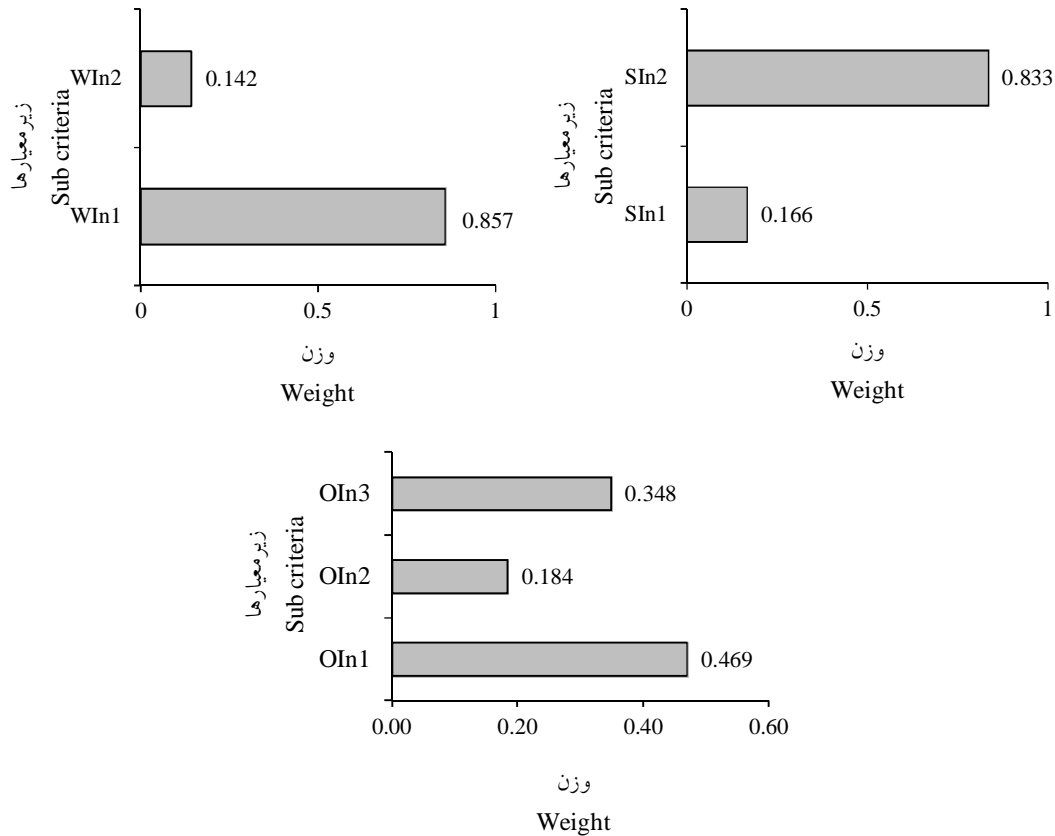 WIn2
0.142
WIn1
0.857
زیرمعیارها
Sub criteria
0
0.5
1
وزن
Weight
SIn2
0.833
SIn1
0.166
زیرمعیارها
Sub criteria
0
0.5
1
وزن
Weight
OIn3
0.348
OIn2
0.184
OIn1
0.469
زیرمعیارها
Sub criteria
0.00
0.20
0.40
0.60
وزن
Weight